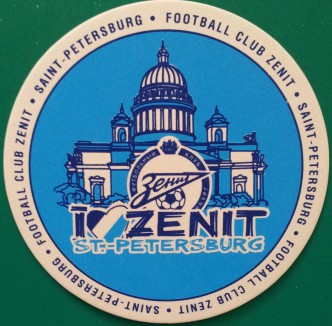 SAINT-PETERSBURG • FOOTBALL CLUB ZENIT • SAINT-PETERSBURG • FOOTBALL CLUB ZENIT • SAINT-PETERSBURG • FOOTBALL CLUB ZENIT •
Зенит
I ZENIT
ST.-PETERSBURG